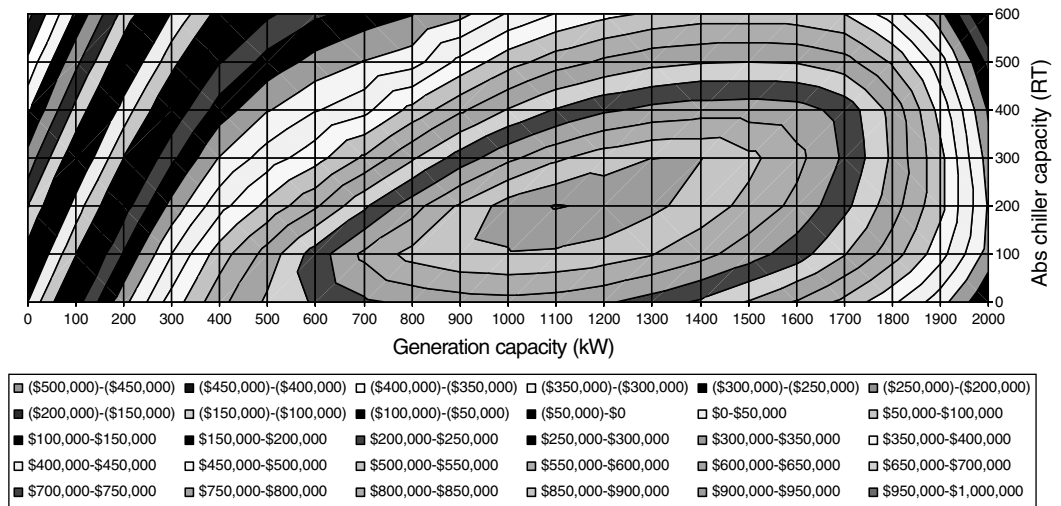 600
500
400
300
200
100
0
Abs chiller capacity (RT)
0 100 200 300 400 500 600 700 800 900 1000 1100 1200 1300 1400 1500 1600 1700 1800 1900 2000
Generation capacity (kW)
($500,000)-($450,000) ($450,000)-($400,000) ($400,000)-($350,000) ($350,000)-($300,000) ($300,000)-($250,000) ($250,000)-($200,000)
($200,000)-($150,000) ($150,000)-($100,000) ($100,000)-($50,000) ($50,000)-$0 $0-$50,000 $50,000-$100,000
$100,000-$150,000 $150,000-$200,000 $200,000-$250,000 $250,000-$300,000 $300,000-$350,000 $350,000-$400,000
$400,000-$450,000 $450,000-$500,000 $500,000-$550,000 $550,000-$600,000 $600,000-$650,000 $650,000-$700,000
$700,000-$750,000 $750,000-$800,000 $800,000-$850,000 $850,000-$900,000 $900,000-$950,000 $950,000-$1,000,000